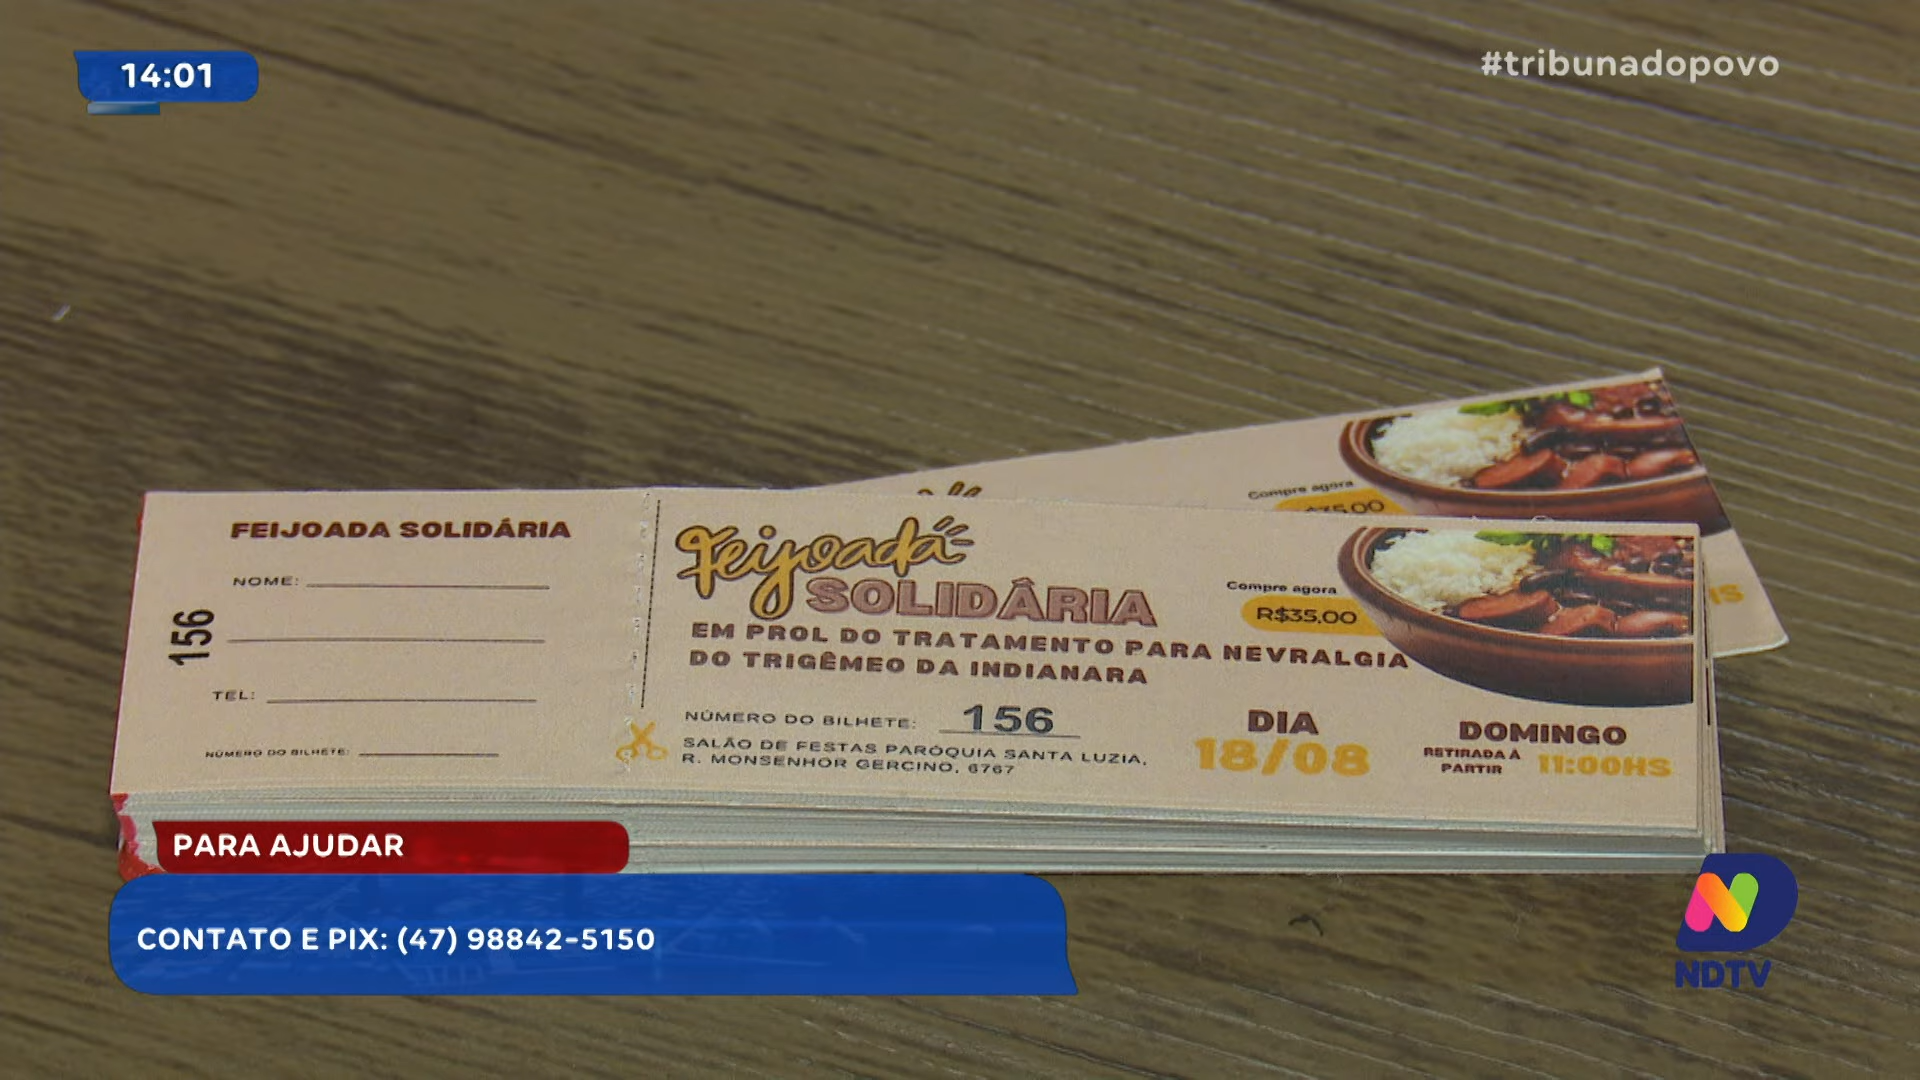 14:01
#tribunadopovo
Compre agora
FEIJOADA SOLIDÁRIA
NOME:
156
TEL:
NÚMERO DO BILHETE:
Feijoada
SOLIDÁRIA
EM PROL DO TRATAMENTO PARA NEVRALGIA
DO TRIGÊMEO DA INDIANARA
Compre agora
R$35,00
NÚMERO DO BILHETE: 156
SALÃO DE FESTAS PARÓQUIA SANTA LUZIA,
R. MONSENHOR GERCINO, 6767
DIA
18/08
DOMINGO
RETIRADA À
PARTIR 11:00HS
PARA AJUDAR
CONTATO E PIX: (47) 98842-5150
NDTV